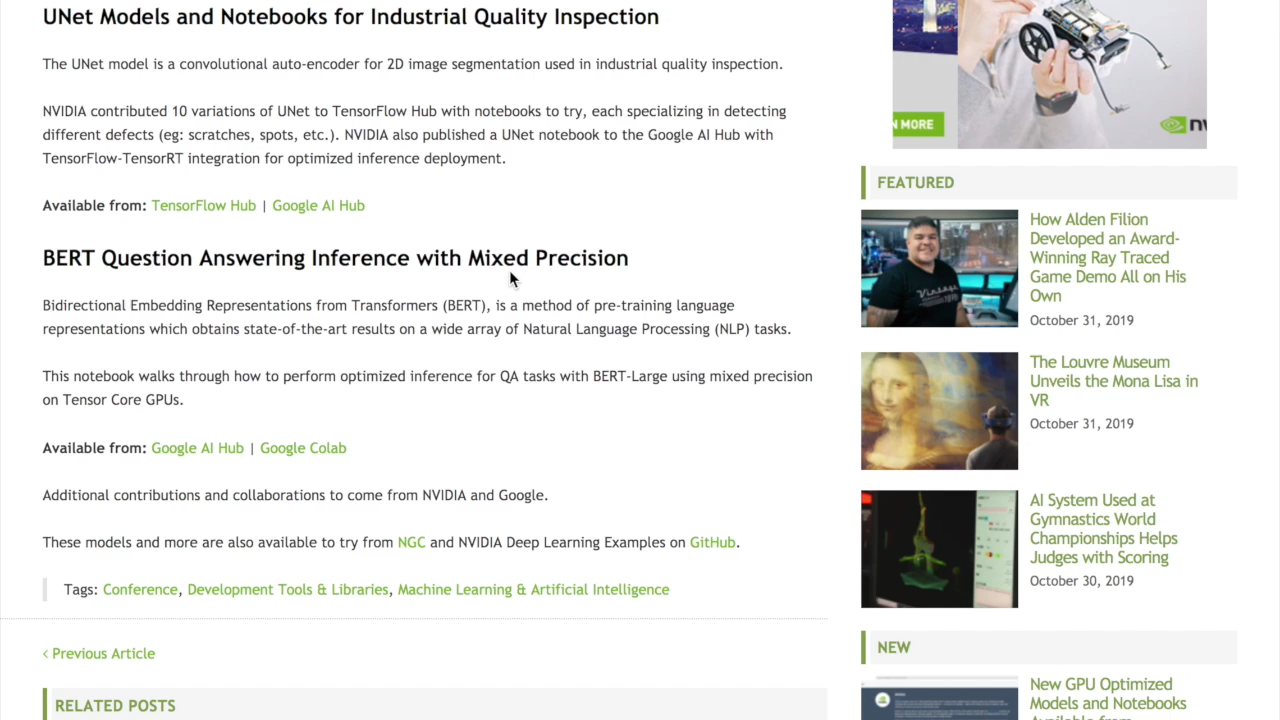 UNet Models and Notebooks for Industrial Quality Inspection
The UNet model is a convolutional auto-encoder for 2D image segmentation used in industrial quality inspection.
NVIDIA contributed 10 variations of UNet to TensorFlow Hub with notebooks to try, each specializing in detecting
different defects (eg: scratches, spots, etc.). NVIDIA also published a UNet notebook to the Google AI Hub with
TensorFlow-TensorRT integration for optimized inference deployment.
Available from: TensorFlow Hub | Google AI Hub
BERT Question Answering Inference with Mixed Precision
Bidirectional Embedding Representations from Transformers (BERT), is a method of pre-training language
representations which obtains state-of-the-art results on a wide array of Natural Language Processing (NLP) tasks.
This notebook walks through how to perform optimized inference for QA tasks with BERT-Large using mixed precision
on Tensor Core GPUs.
Available from: Google AI Hub | Google Colab
Additional contributions and collaborations to come from NVIDIA and Google.
These models and more are also available to try from NGC and NVIDIA Deep Learning Examples on GitHub.
Tags: Conference, Development Tools & Libraries, Machine Learning & Artificial Intelligence
< Previous Article
RELATED POSTS
N MORE
FEATURED
How Alden Filion
Developed an Award-
Winning Ray Traced
Game Demo All on His
Own
October 31, 2019
The Louvre Museum
Unveils the Mona Lisa in
VR
October 31, 2019
AI System Used at
Gymnastics World
Championships Helps
Judges with Scoring
October 30, 2019
NEW
New GPU Optimized
Models and Notebooks
Available from